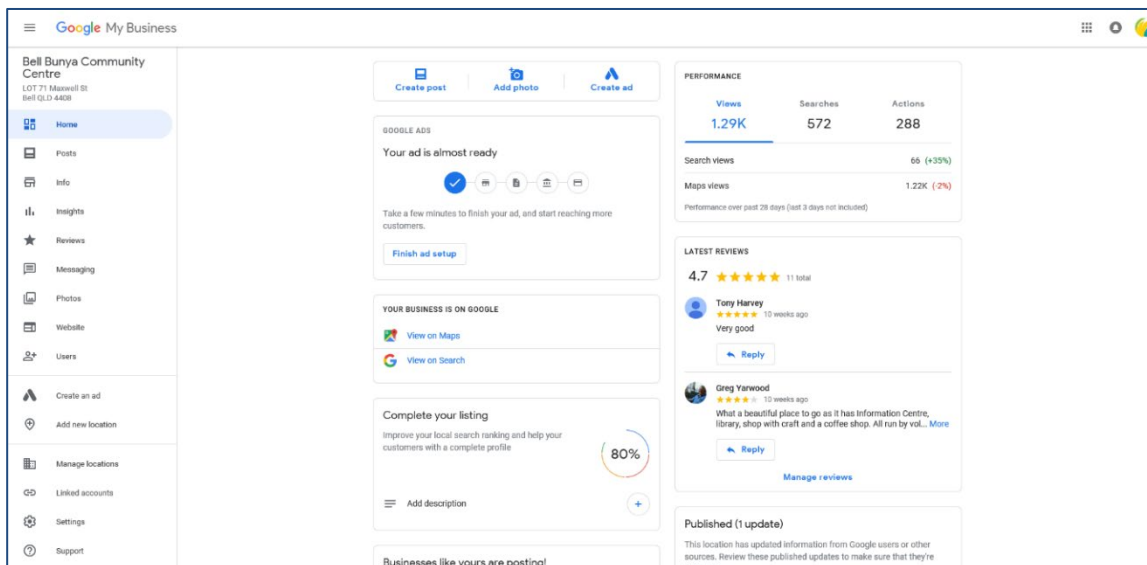 Google My Business
Bell Bunya Community
Centre
LOT 71 Maxwell St
Bell QLD 4408
Home
Posts
Info
Insights
Reviews
Messaging
Photos
Website
Users
Create an ad
Add new location
Manage locations
Linked accounts
Settings
Support
Create post
Add photo
Create ad
GOOGLE ADS
Your ad is almost ready
Take a few minutes to finish your ad, and start reaching more
customers.
Finish ad setup
YOUR BUSINESS IS ON GOOGLE
View on Maps
View on Search
Complete your listing
Improve your local search ranking and help your
customers with a complete profile
80%
Add description
Businesses like yours are posting!
PERFORMANCE
Views Searches Actions
1.29K 572 288
Search views 66 (+35%)
Maps views 1.22K (-2%)
Performance over past 28 days (last 3 days not included)
LATEST REVIEWS
4.7 11 total
Tony Harvey
10 weeks ago
Very good
Reply
Greg Yarwood
10 weeks ago
What a beautiful place to go as it has Information Centre,
library, shop with craft and a coffee shop. All run by vol... More
Reply
Manage reviews
Published (1 update)
This location has updated information from Google users or other
sources. Review these published updates to make sure that they're